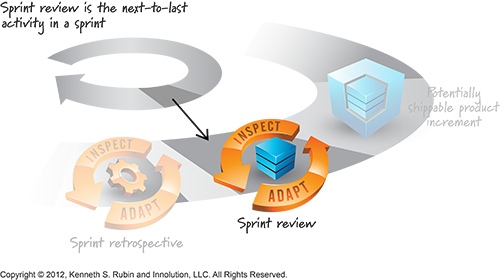 Sprint review is the next-to-last
activity in a sprint
Potentially
shippable product
increment
INSPECT
ADAPT
INSPECT
ADAPT
Sprint review
Sprint retrospective
Copyright © 2012, Kenneth S. Rubin and Innolution, LLC. All Rights Reserved.